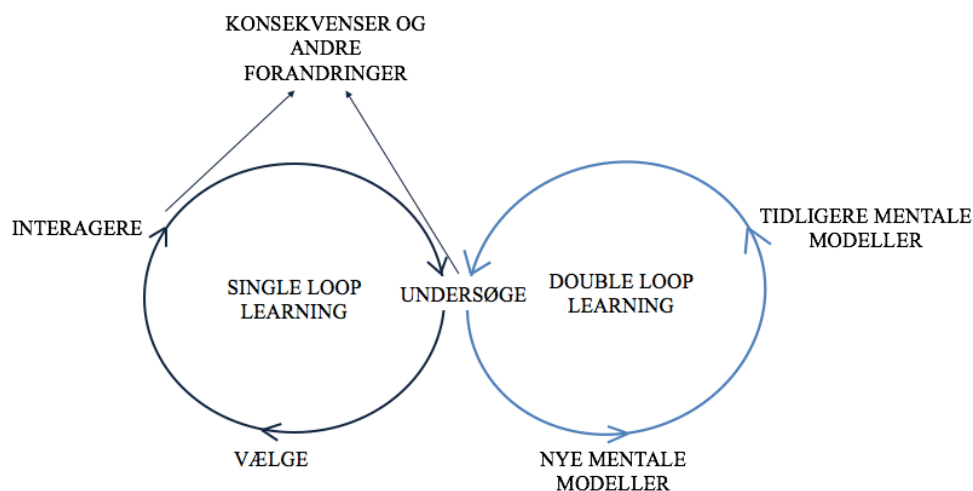 KONSEKVENSER OG
ANDRE
FORANDRINGER
INTERAGERE
TIDLIGERE MENTALE
MODELLER
SINGLE LOOP
LEARNING
UNDERSØGE
DOUBLE LOOP
LEARNING
VÆLGE
NYE MENTALE
MODELLER